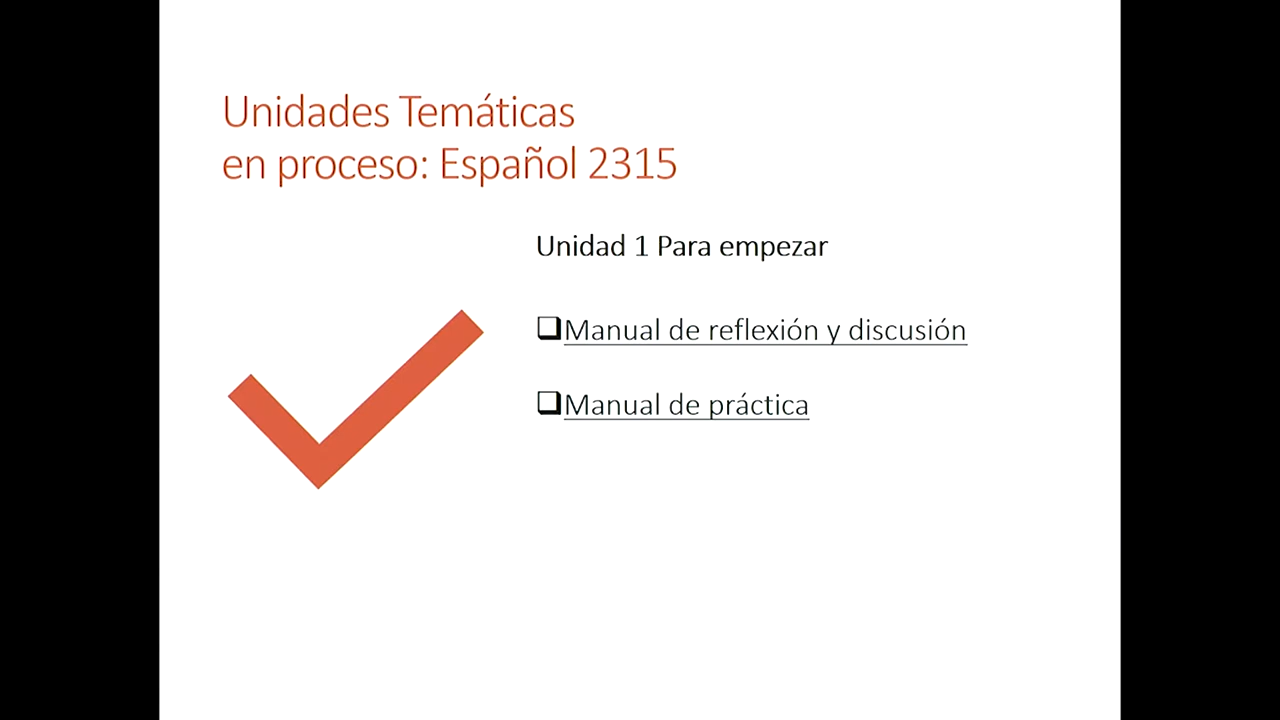 Unidades Temáticas
en proceso: Español 2315
Unidad 1 Para empezar
❑Manual de reflexión y discusión
❑Manual de práctica